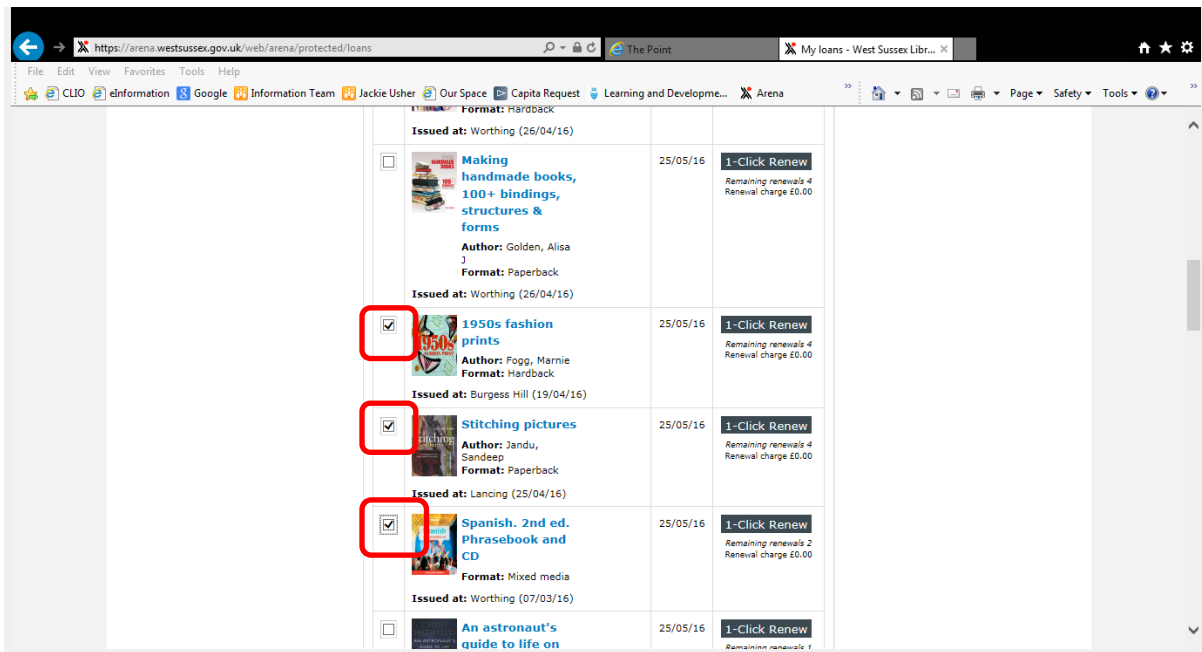 https://arena.westsussex.gov.uk/web/arena/protected/loans
The Point
My loans - West Sussex Libr...
File Edit View Favorites Tools Help
CLIO eInformation Google Information Team Jackie Usher Our Space Capita Request Learning and Developme... Arena
Page Safety Tools
Format: Hardback
Issued at: Worthing (26/04/16)
Making 25/05/16 1-Click Renew
handmade books, Remaining renewals 4
100+ bindings, Renewal charge £0.00
structures &
forms
Author: Golden, Alisa
J
Format: Paperback
Issued at: Worthing (26/04/16)
1950s fashion 25/05/16 1-Click Renew
prints Remaining renewals 4
Author: Fogg, Marnie Renewal charge £0.00
Format: Hardback
Issued at: Burgess Hill (19/04/16)
Stitching pictures 25/05/16 1-Click Renew
Author: Jandu, Remaining renewals 4
Sandeep Renewal charge £0.00
Format: Paperback
Issued at: Lancing (25/04/16)
Spanish. 2nd ed. 25/05/16 1-Click Renew
Phrasebook and Remaining renewals 2
CD Renewal charge £0.00
Format: Mixed media
Issued at: Worthing (07/03/16)
An astronaut's 25/05/16 1-Click Renew
guide to life on Remaining renewals 1